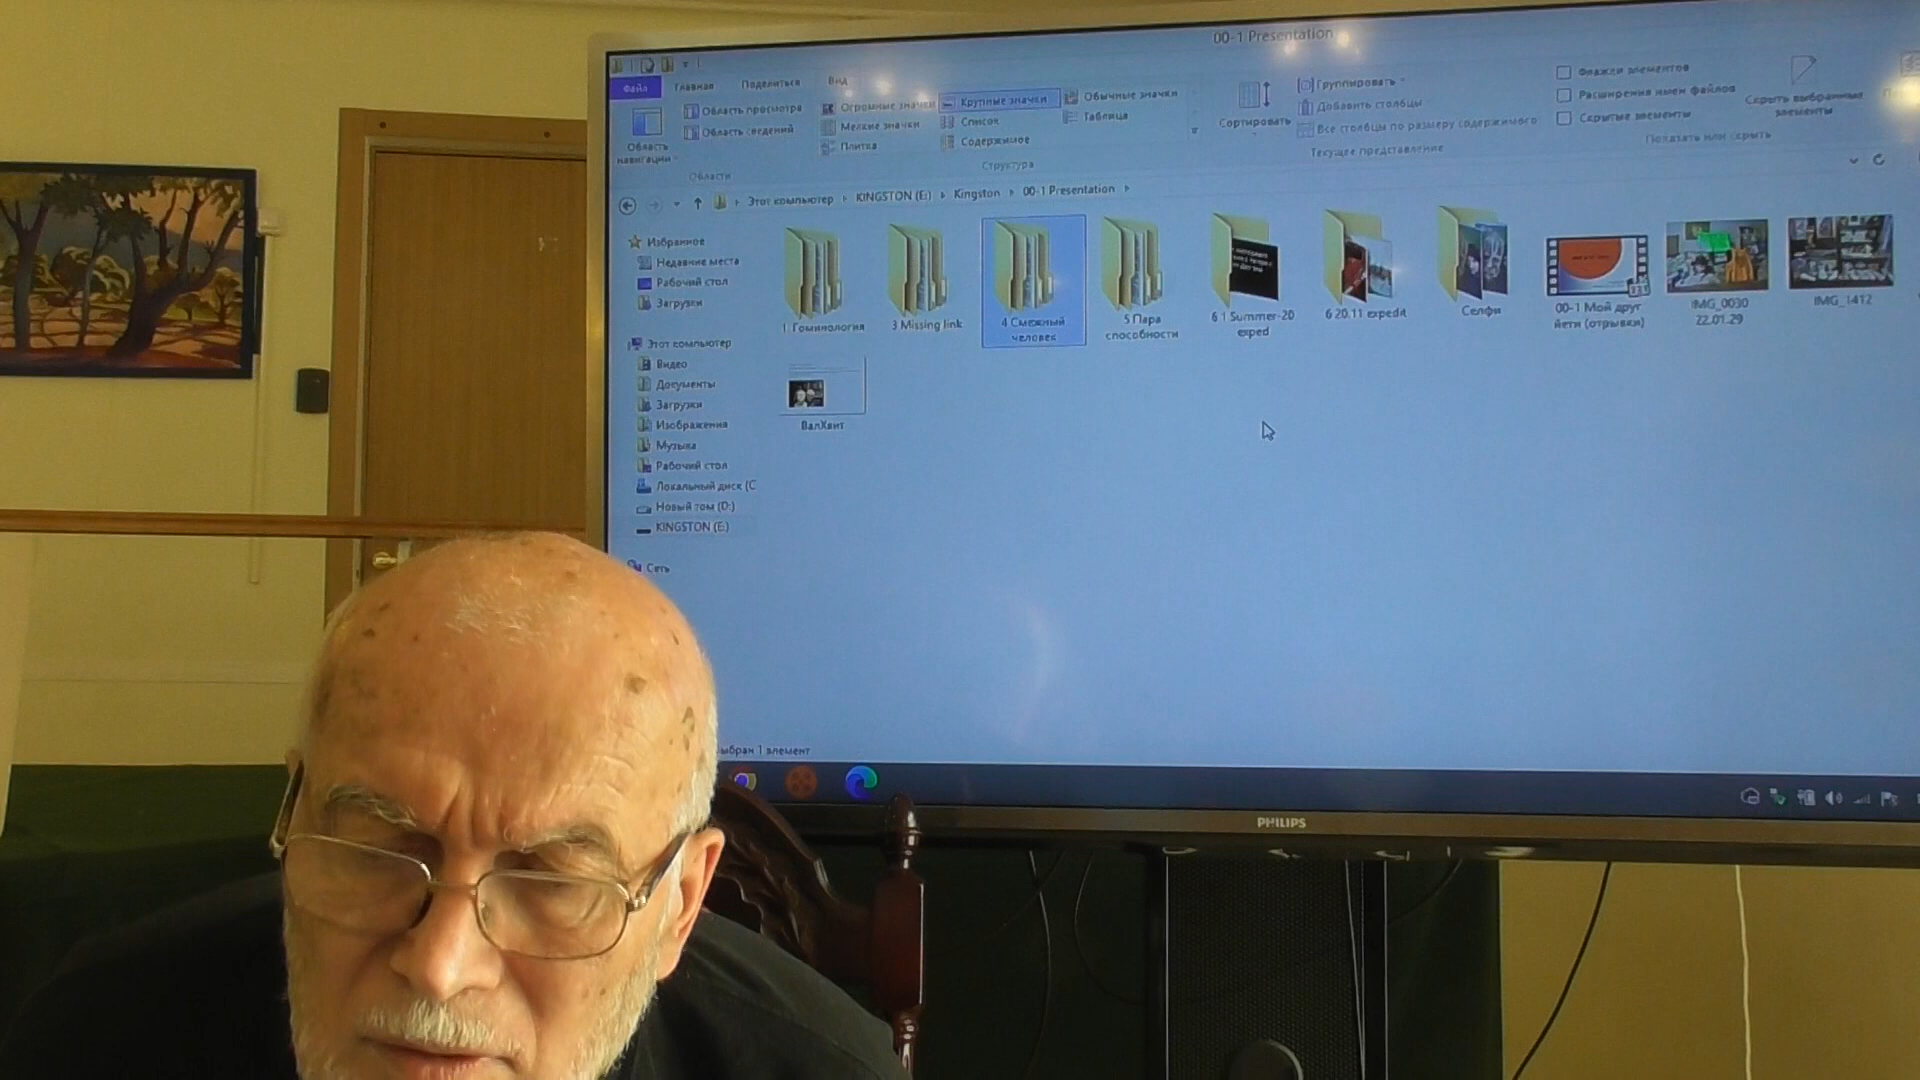 00-1 Presentation
Файл Главная Поделиться Вид
Область навигации
Область просмотра
Область сведений
Области
Огромные значки Крупные значки Обычные значки
Мелкие значки Список Таблица
Плитка Содержимое
Структура
Сортировать
Группировать
Добавить столбцы
Все столбцы по размеру содержимого
Текущее представление
Флажки элементов
Расширения имен файлов
Скрытые элементы
Скрыть выбранные элементы
Показать или скрыть
Этот компьютер KINGSTON (E:) Kingston 00-1 Presentation
Избранное
Недавние места
Рабочий стол
Загрузки
Этот компьютер
Видео
Документы
Загрузки
Изображения
Музыка
Рабочий стол
Локальный диск (C
Новый том (D:)
KINGSTON (E:)
Сеть
1 Гоминология
3 Missing link
4 Смежный человек
5 Пара способности
6 1 Summer-20 exped
6 20.11 expedit
Селфи
00-1 Мой друг йети (отрывки)
IMG_0030 22.01.29
IMG_1412
ВалХвит
ыбран 1 элемент
PHILIPS